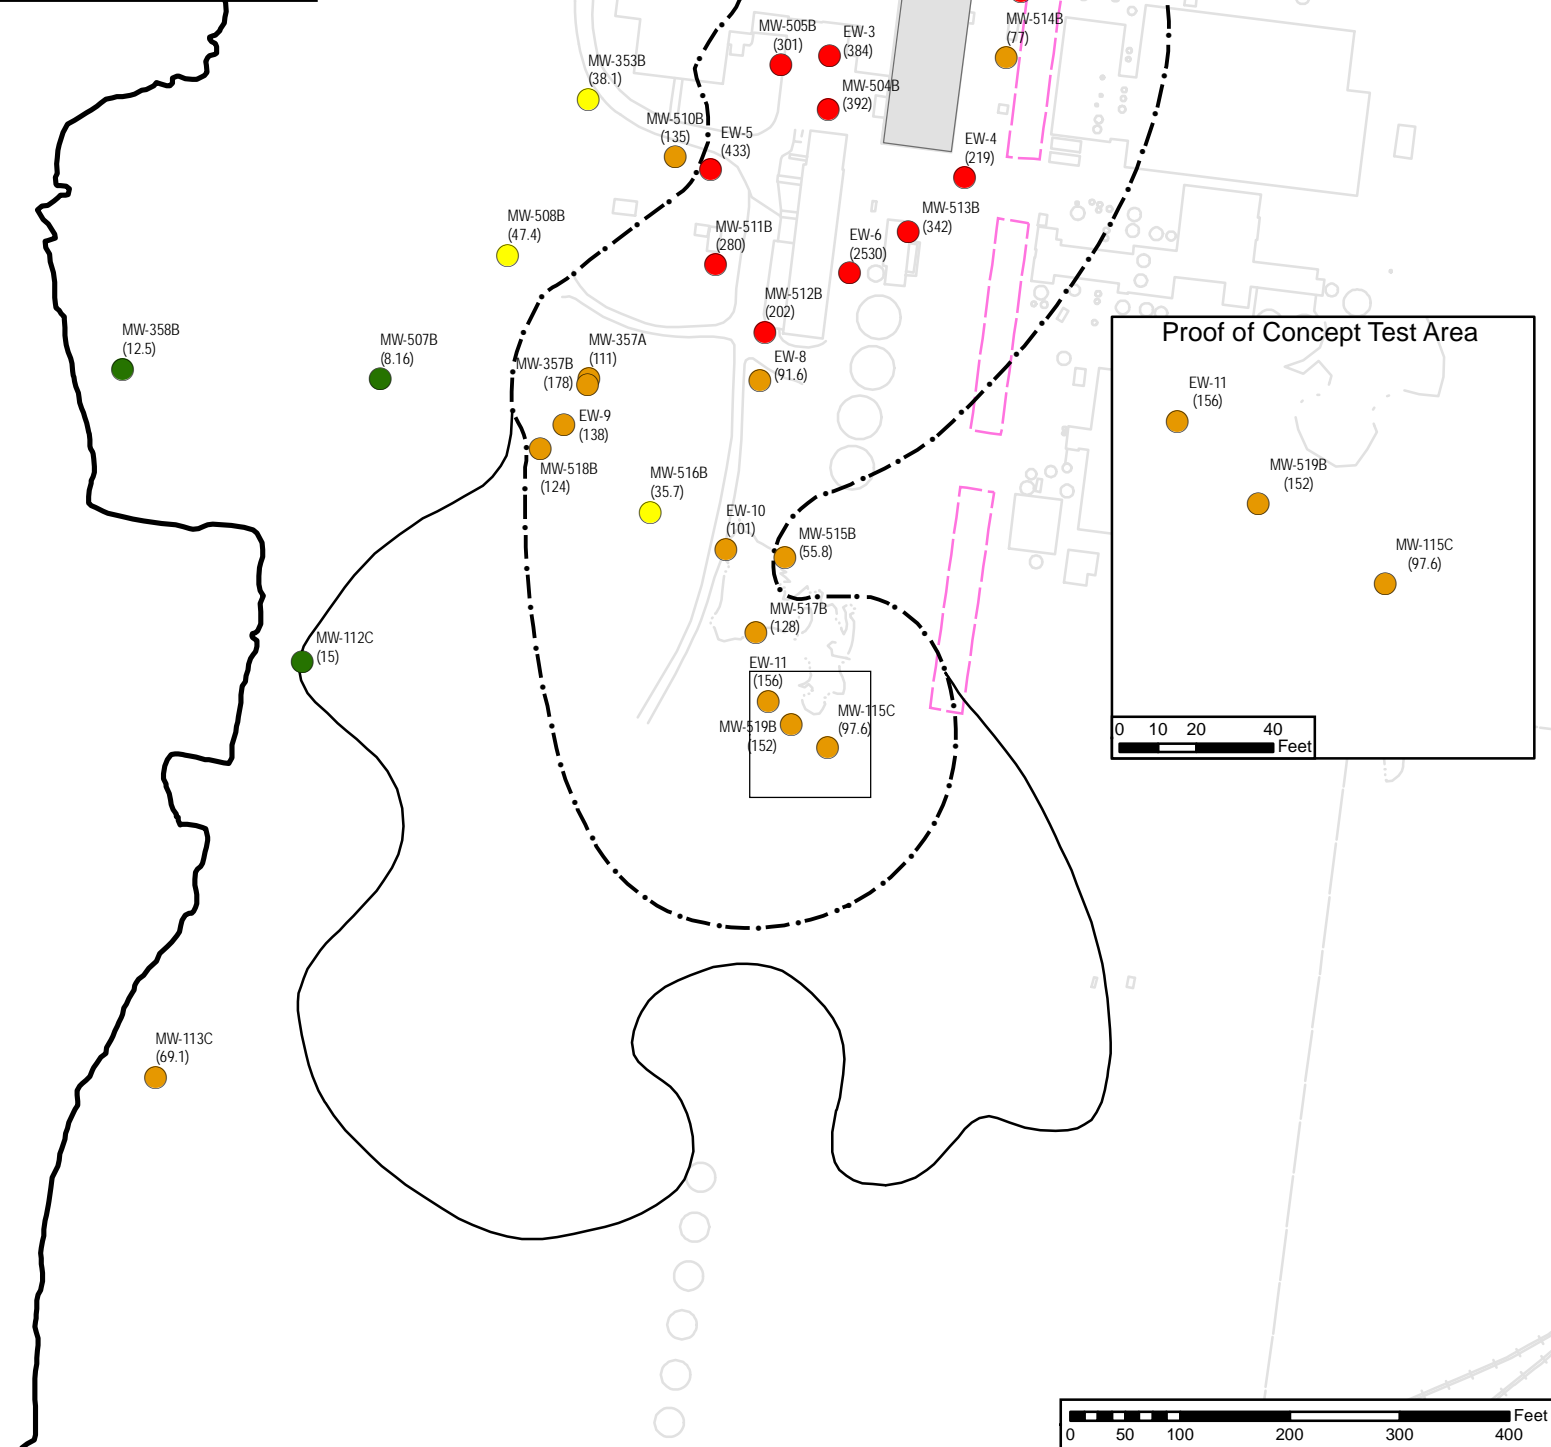 MW-514B
(77)
MW-505B
(301)
EW-3
(384)
MW-353B
(38.1)
MW-504B
(392)
MW-510B
(135)
EW-5
(433)
EW-4
(219)
MW-508B
(47.4)
MW-511B
(280)
MW-513B
(342)
EW-6
(2530)
MW-512B
(202)
MW-358B
(12.5)
MW-507B
(8.16)
MW-357A
(111)
MW-357B
(178)
EW-8
(91.6)
EW-9
(138)
MW-518B
(124)
MW-516B
(35.7)
EW-10
(101)
MW-515B
(55.8)
MW-517B
(128)
MW-112C
(15)
EW-11
(156)
MW-519B
(152)
MW-115C
(97.6)
MW-113C
(69.1)
Proof of Concept Test Area
EW-11
(156)
MW-519B
(152)
MW-115C
(97.6)
0 10 20 40
Feet
Feet
0 50 100 200 300 400